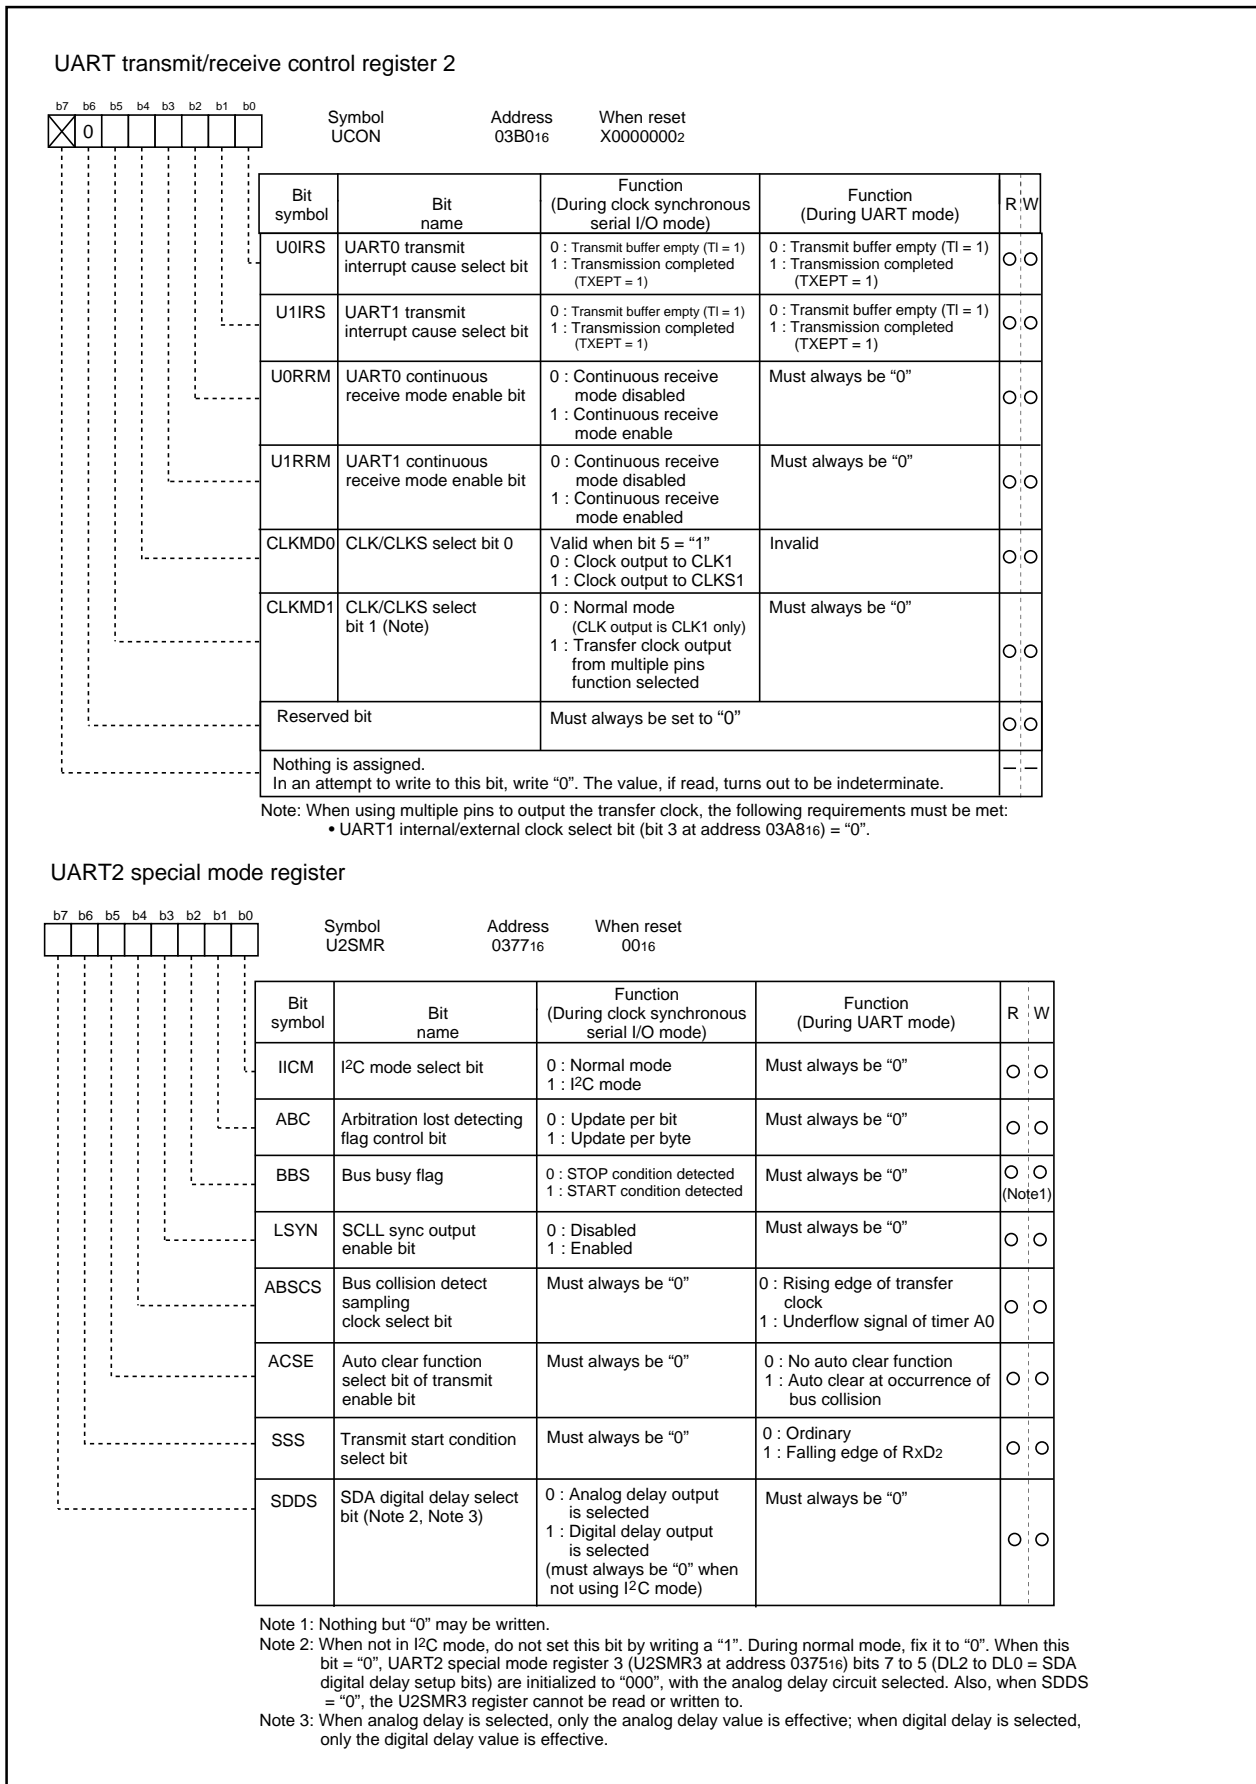 UART transmit/receive control register 2
b7 b6 b5 b4 b3 b2 b1 b0
0
Symbol Address When reset
UCON 03B016 X00000002
Bit symbol Bit name Function (During clock synchronous serial I/O mode) Function (During UART mode) R W
U0IRS UART0 transmit interrupt cause select bit
0 : Transmit buffer empty (TI = 1)
1 : Transmission completed (TXEPT = 1)
0 : Transmit buffer empty (TI = 1)
1 : Transmission completed (TXEPT = 1)
U1IRS UART1 transmit interrupt cause select bit
0 : Transmit buffer empty (TI = 1)
1 : Transmission completed (TXEPT = 1)
0 : Transmit buffer empty (TI = 1)
1 : Transmission completed (TXEPT = 1)
U0RRM UART0 continuous receive mode enable bit
0 : Continuous receive mode disabled
1 : Continuous receive mode enable
Must always be “0”
U1RRM UART1 continuous receive mode enable bit
0 : Continuous receive mode disabled
1 : Continuous receive mode enabled
Must always be “0”
CLKMD0 CLK/CLKS select bit 0
Valid when bit 5 = “1”
0 : Clock output to CLK1
1 : Clock output to CLKS1
Invalid
CLKMD1 CLK/CLKS select bit 1 (Note)
0 : Normal mode
(CLK output is CLK1 only)
1 : Transfer clock output from multiple pins function selected
Must always be “0”
Reserved bit Must always be set to “0”
Nothing is assigned.
In an attempt to write to this bit, write “0”. The value, if read, turns out to be indeterminate.
Note: When using multiple pins to output the transfer clock, the following requirements must be met:
• UART1 internal/external clock select bit (bit 3 at address 03A816) = “0”.
UART2 special mode register
b7 b6 b5 b4 b3 b2 b1 b0
Symbol Address When reset
U2SMR 037716 0016
Bit symbol Bit name Function (During clock synchronous serial I/O mode) Function (During UART mode) R W
IICM I2C mode select bit
0 : Normal mode
1 : I2C mode
Must always be “0”
ABC Arbitration lost detecting flag control bit
0 : Update per bit
1 : Update per byte
Must always be “0”
BBS Bus busy flag
0 : STOP condition detected
1 : START condition detected
Must always be “0”
(Note1)
LSYN SCLL sync output enable bit
0 : Disabled
1 : Enabled
Must always be “0”
ABSCS Bus collision detect sampling clock select bit
Must always be “0”
0 : Rising edge of transfer clock
1 : Underflow signal of timer A0
ACSE Auto clear function select bit of transmit enable bit
Must always be “0”
0 : No auto clear function
1 : Auto clear at occurrence of bus collision
SSS Transmit start condition select bit
Must always be “0”
0 : Ordinary
1 : Falling edge of RxD2
SDDS SDA digital delay select bit (Note 2, Note 3)
0 : Analog delay output is selected
1 : Digital delay output is selected
(must always be “0” when not using I2C mode)
Must always be “0”
Note 1: Nothing but “0” may be written.
Note 2: When not in I2C mode, do not set this bit by writing a “1”. During normal mode, fix it to “0”. When this
bit = “0”, UART2 special mode register 3 (U2SMR3 at address 037516) bits 7 to 5 (DL2 to DL0 = SDA
digital delay setup bits) are initialized to “000”, with the analog delay circuit selected. Also, when SDDS
= “0”, the U2SMR3 register cannot be read or written to.
Note 3: When analog delay is selected, only the analog delay value is effective; when digital delay is selected,
only the digital delay value is effective.